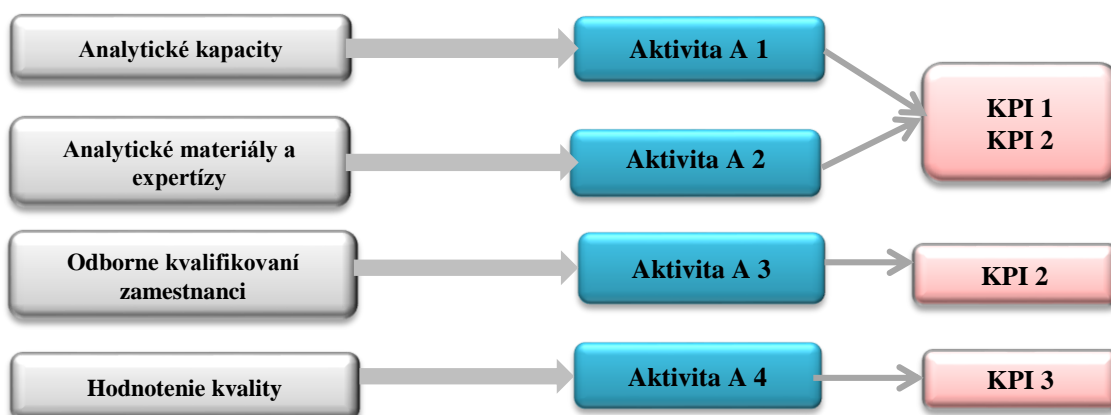 Analytické kapacity
Aktivita A 1
KPI 1
KPI 2
Analytické materiály a
expertízy
Aktivita A 2
Odborne kvalifikovaní
zamestnanci
Aktivita A 3
KPI 2
Hodnotenie kvality
Aktivita A 4
KPI 3